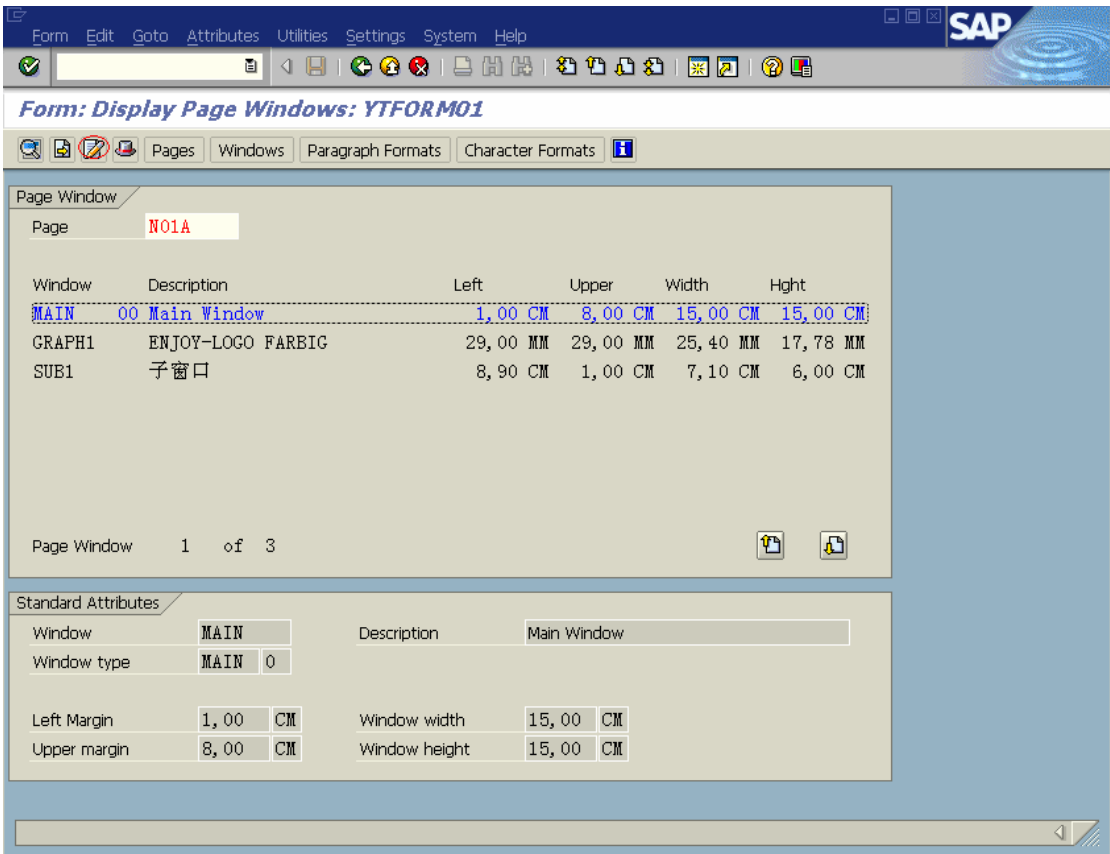 Form Edit Goto Attributes Utilities Settings System Help
SAP
Form: Display Page Windows: YTFORM01
Pages Windows Paragraph Formats Character Formats
Page Window
Page N01A
Window Description Left Upper Width Hght
MAIN 00 Main Window 1,00 CM 8,00 CM 15,00 CM 15,00 CM
GRAPH1 ENJOY-LOGO FARBIG 29,00 MM 29,00 MM 25,40 MM 17,78 MM
SUB1 子窗口 8,90 CM 1,00 CM 7,10 CM 6,00 CM
Page Window 1 of 3
Standard Attributes
Window MAIN Description Main Window
Window type MAIN 0
Left Margin 1,00 CM Window width 15,00 CM
Upper margin 8,00 CM Window height 15,00 CM